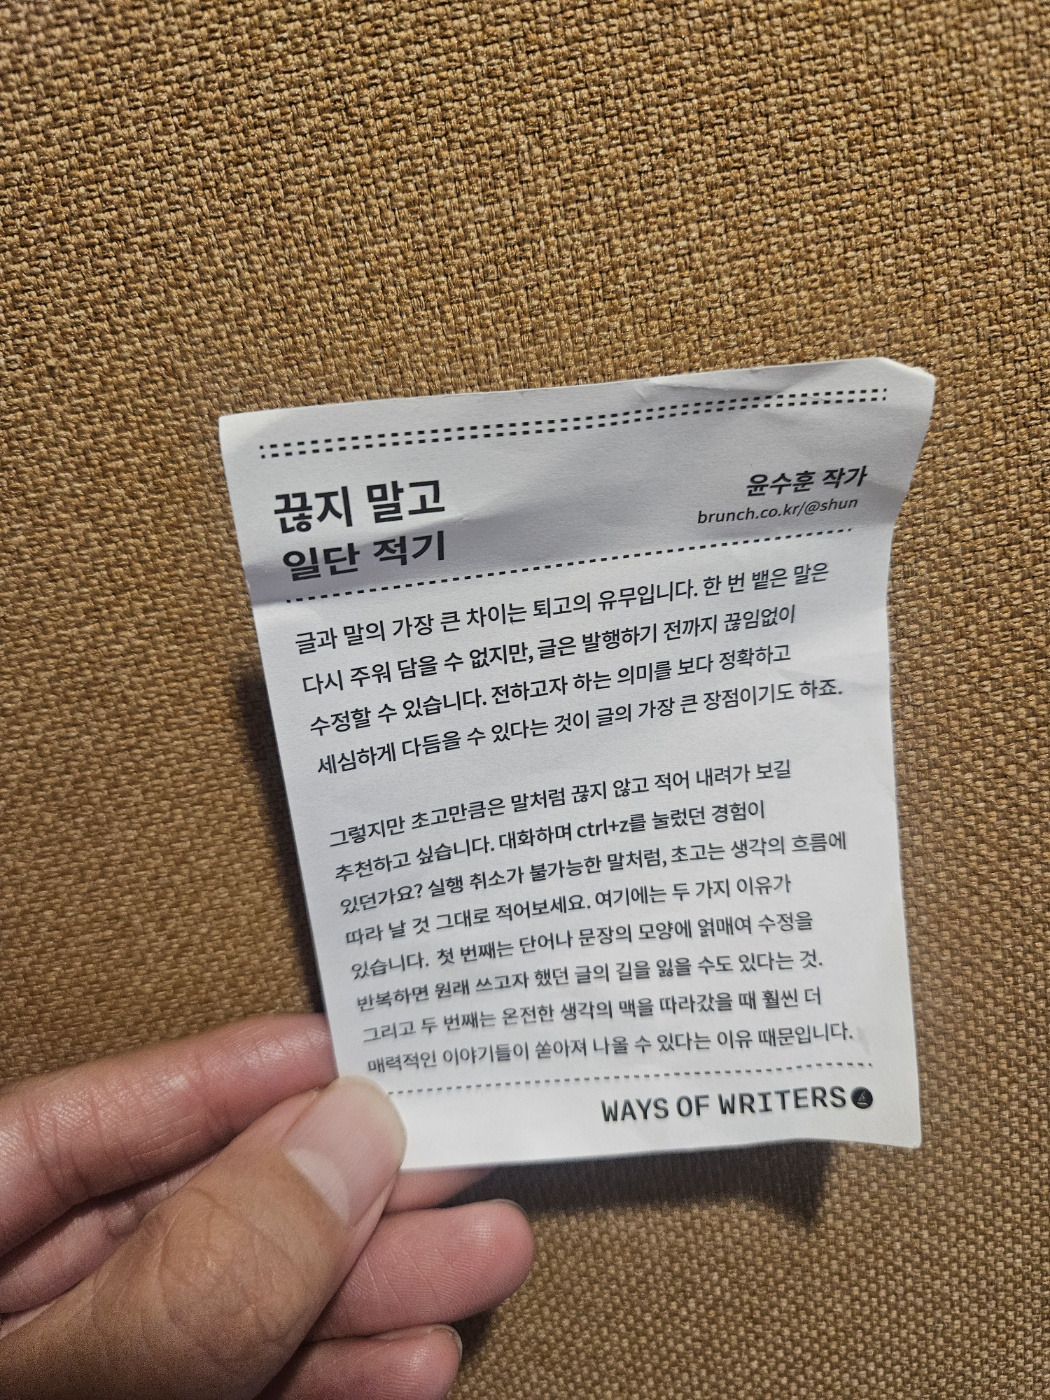 끊지 말고
일단 적기
윤수훈 작가
brunch.co.kr/@shun
글과 말의 가장 큰 차이는 퇴고의 유무입니다. 한 번 뱉은 말은
다시 주워 담을 수 없지만, 글은 발행하기 전까지 끊임없이
수정할 수 있습니다. 전하고자 하는 의미를 보다 정확하고
세심하게 다듬을 수 있다는 것이 글의 가장 큰 장점이기도 하죠.
그렇지만 초고만큼은 말처럼 끊지 않고 적어 내려가 보길
추천하고 싶습니다. 대화하며 ctrl+z를 눌렀던 경험이
있던가요? 실행 취소가 불가능한 말처럼, 초고는 생각의 흐름에
따라 날 것 그대로 적어보세요. 여기에는 두 가지 이유가
있습니다. 첫 번째는 단어나 문장의 모양에 얽매여 수정을
반복하면 원래 쓰고자 했던 글의 길을 잃을 수도 있다는 것.
그리고 두 번째는 온전한 생각의 맥을 따라갔을 때 훨씬 더
매력적인 이야기들이 쏟아져 나올 수 있다는 이유 때문입니다.
WAYS OF WRITERS